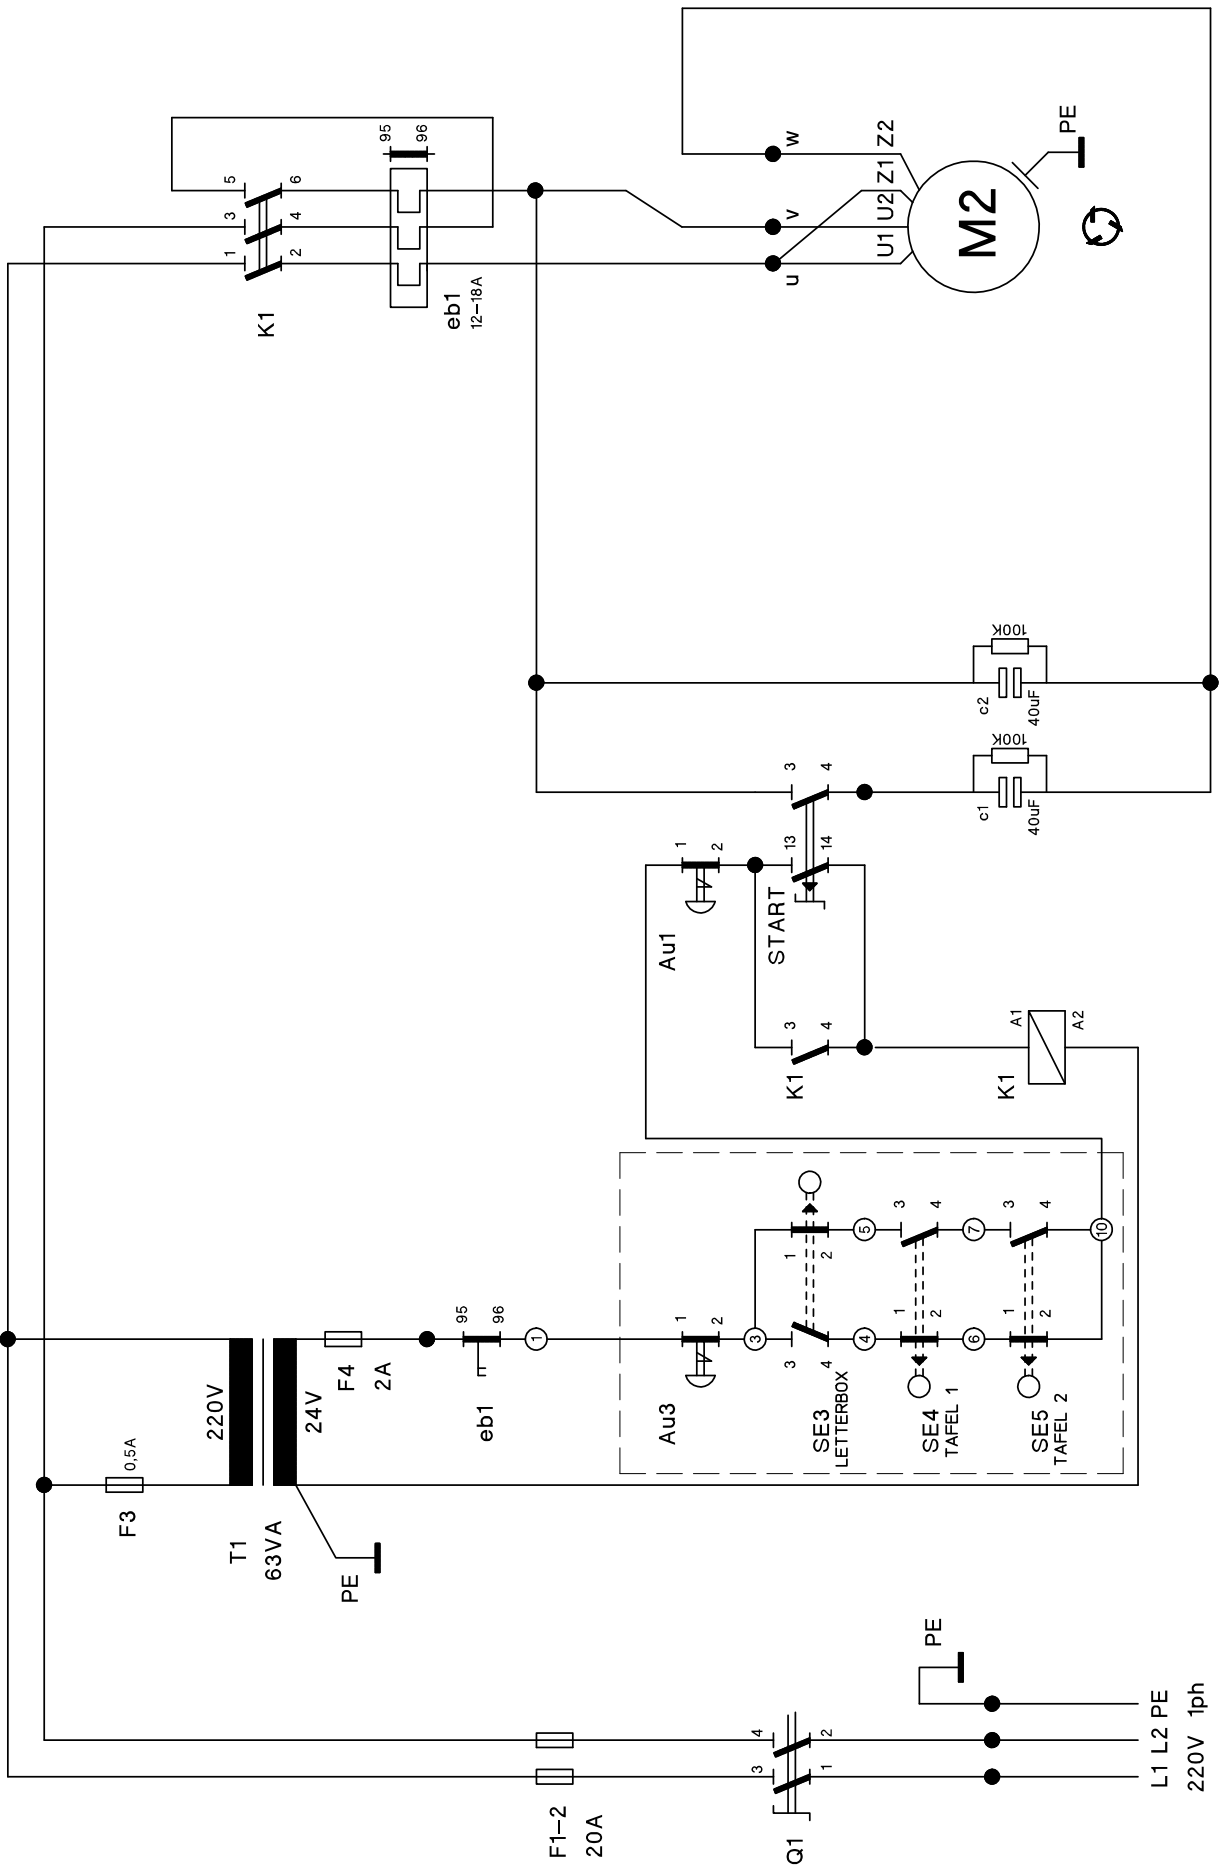 K1
1
3
5
2
4
6
eb1
12-18A
95
96
u
v
w
U1 U2 Z1 Z2
M2
PE
F3
0,5A
T1
63VA
220V
24V
PE
F4
2A
eb1
95
96
1
Au3
1
2
3
SE3
LETTERBOX
3
4
1
2
4
5
SE4
TAFEL 1
1
2
3
4
6
7
SE5
TAFEL 2
1
2
3
4
10
Au1
1
2
START
13
14
3
4
K1
3
4
K1
A1
A2
c1
40uF
100K
c2
40uF
100K
F1-2
20A
Q1
3
4
1
2
PE
L1 L2 PE
220V 1ph